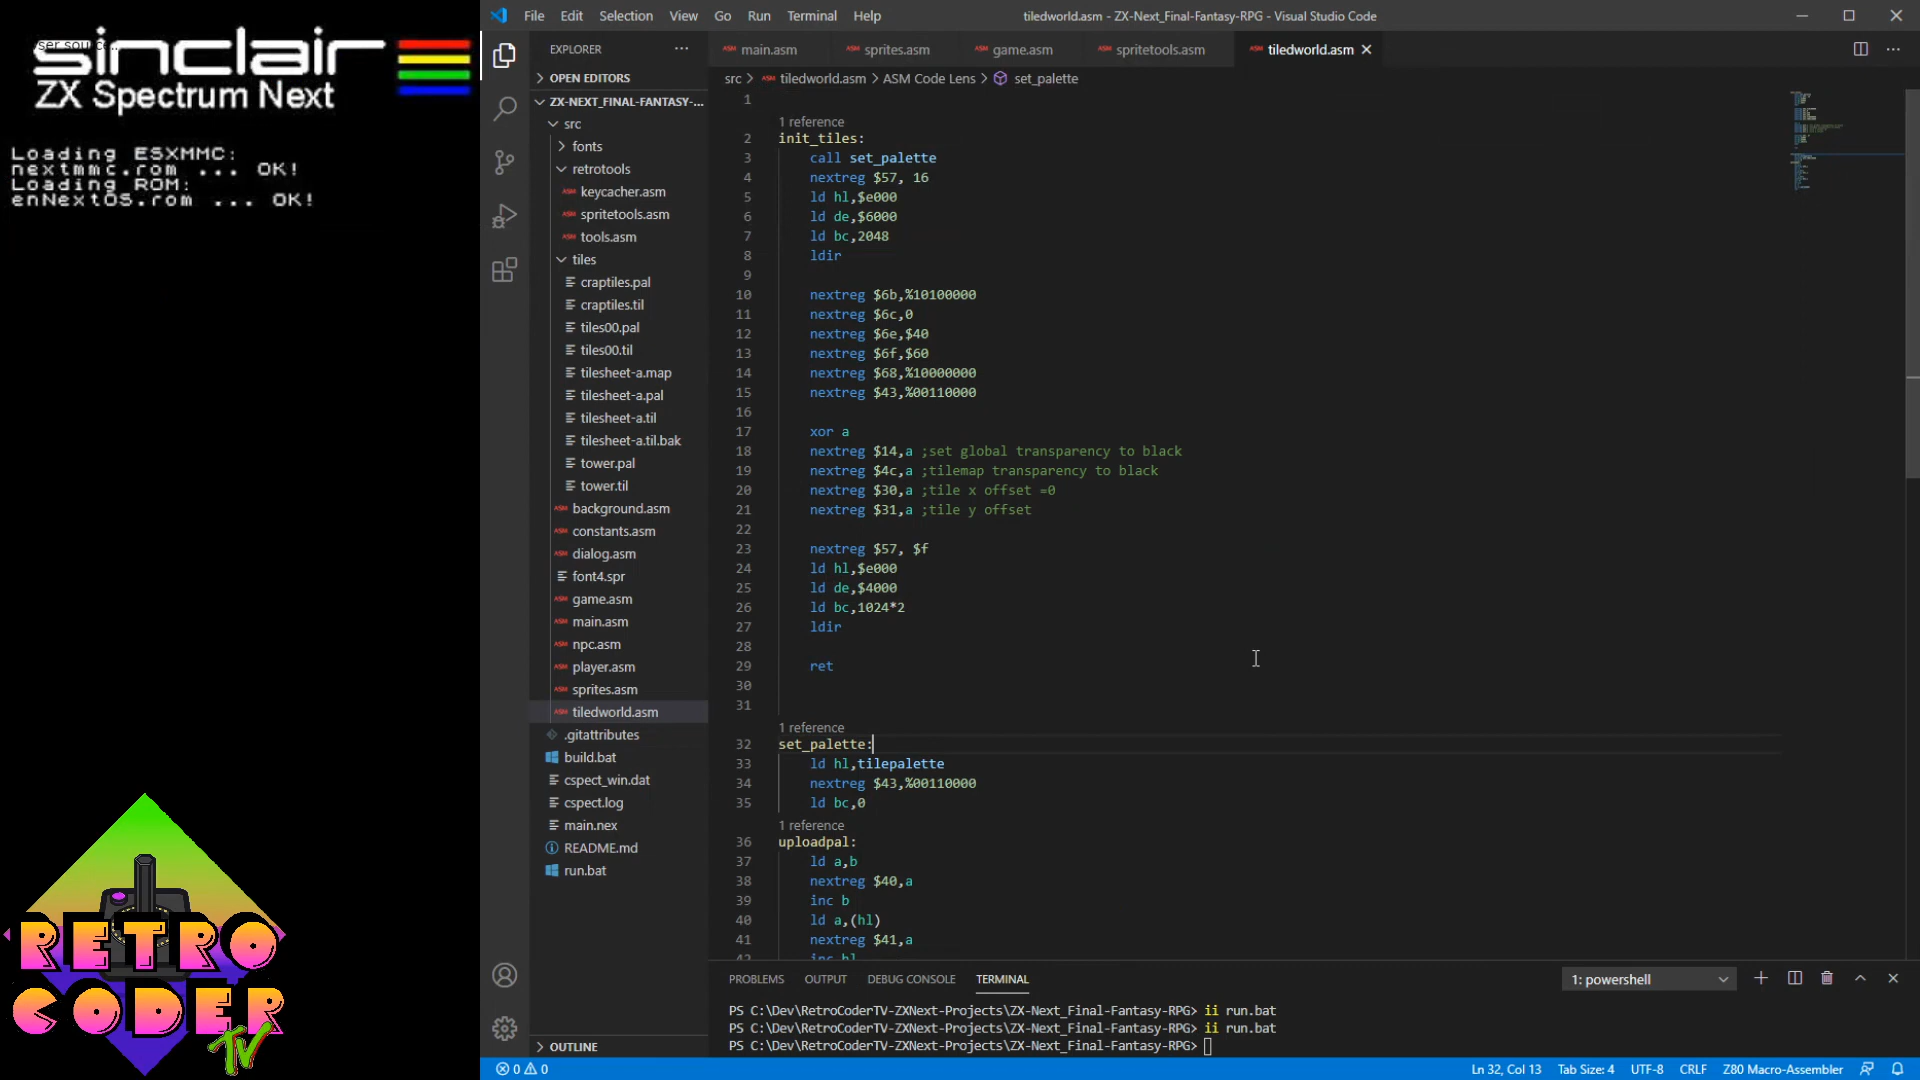 sinclair
ZX Spectrum Next
Loading ESXMMC:
nextmmc.rom ... OK!
Loading ROM:
enNextOS.rom ... OK!
RETRO
CODER
TV
File Edit Selection View Go Run Terminal Help
tiledworld.asm - ZX-Next_Final-Fantasy-RPG - Visual Studio Code
EXPLORER
OPEN EDITORS
ZX-NEXT_FINAL-FANTASY-...
src
fonts
retrotools
keycacher.asm
spritetools.asm
tools.asm
tiles
craptiles.pal
craptiles.til
tiles00.pal
tiles00.til
tilesheet-a.map
tilesheet-a.pal
tilesheet-a.til
tilesheet-a.til.bak
tower.pal
tower.til
background.asm
constants.asm
dialog.asm
font4.spr
game.asm
main.asm
npc.asm
player.asm
sprites.asm
tiledworld.asm
.gitattributes
build.bat
cspect_win.dat
cspect.log
main.nex
README.md
run.bat
OUTLINE
main.asm sprites.asm game.asm spritetools.asm tiledworld.asm
src > tiledworld.asm > ASM Code Lens > set_palette
1
1 reference
2 init_tiles:
3 call set_palette
4 nextreg $57, 16
5 ld hl,$e000
6 ld de,$6000
7 ld bc,2048
8 ldir
9
10 nextreg $6b,%10100000
11 nextreg $6c,0
12 nextreg $6e,$40
13 nextreg $6f,$60
14 nextreg $68,%10000000
15 nextreg $43,%00110000
16
17 xor a
18 nextreg $14,a ;set global transparency to black
19 nextreg $4c,a ;tilemap transparency to black
20 nextreg $30,a ;tile x offset =0
21 nextreg $31,a ;tile y offset
22
23 nextreg $57, $f
24 ld hl,$e000
25 ld de,$4000
26 ld bc,1024*2
27 ldir
28
29 ret
30
31
1 reference
32 set_palette:
33 ld hl,tilepalette
34 nextreg $43,%00110000
35 ld bc,0
1 reference
36 uploadpal:
37 ld a,b
38 nextreg $40,a
39 inc b
40 ld a,(hl)
41 nextreg $41,a
42 inc hl
PROBLEMS OUTPUT DEBUG CONSOLE TERMINAL
1: powershell
PS C:\Dev\RetroCoderTV-ZXNext-Projects\ZX-Next_Final-Fantasy-RPG> ii run.bat
PS C:\Dev\RetroCoderTV-ZXNext-Projects\ZX-Next_Final-Fantasy-RPG> ii run.bat
PS C:\Dev\RetroCoderTV-ZXNext-Projects\ZX-Next_Final-Fantasy-RPG>
0 0
Ln 32, Col 13 Tab Size: 4 UTF-8 CRLF Z80 Macro-Assembler